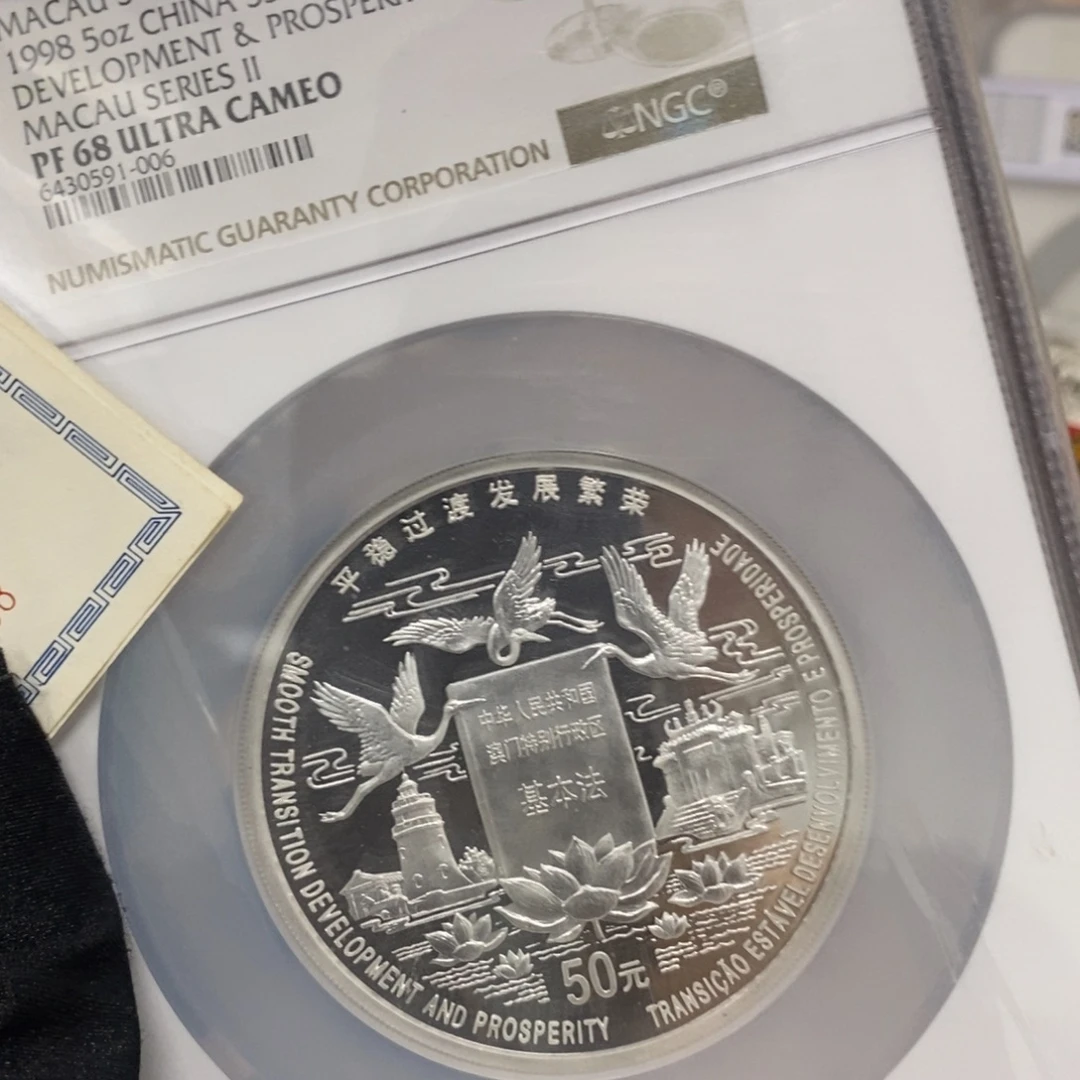 MACAU
1998 5oz CHINA
DEVELOPMENT & PROSPERI
MACAU SERIES II
PF 68 ULTRA CAMEO
6430591-006
NGC®
NUMISMATIC GUARANTY CORPORATION
平稳过渡发展繁荣
中华人民共和国
澳门特别行政区
基本法
50元
SMOOTH TRANSITION DEVELOPMENT AND PROSPERITY
TRANSIÇÃO ESTÁVEL DESENVOLVIMENTO E PROSPERIDADE